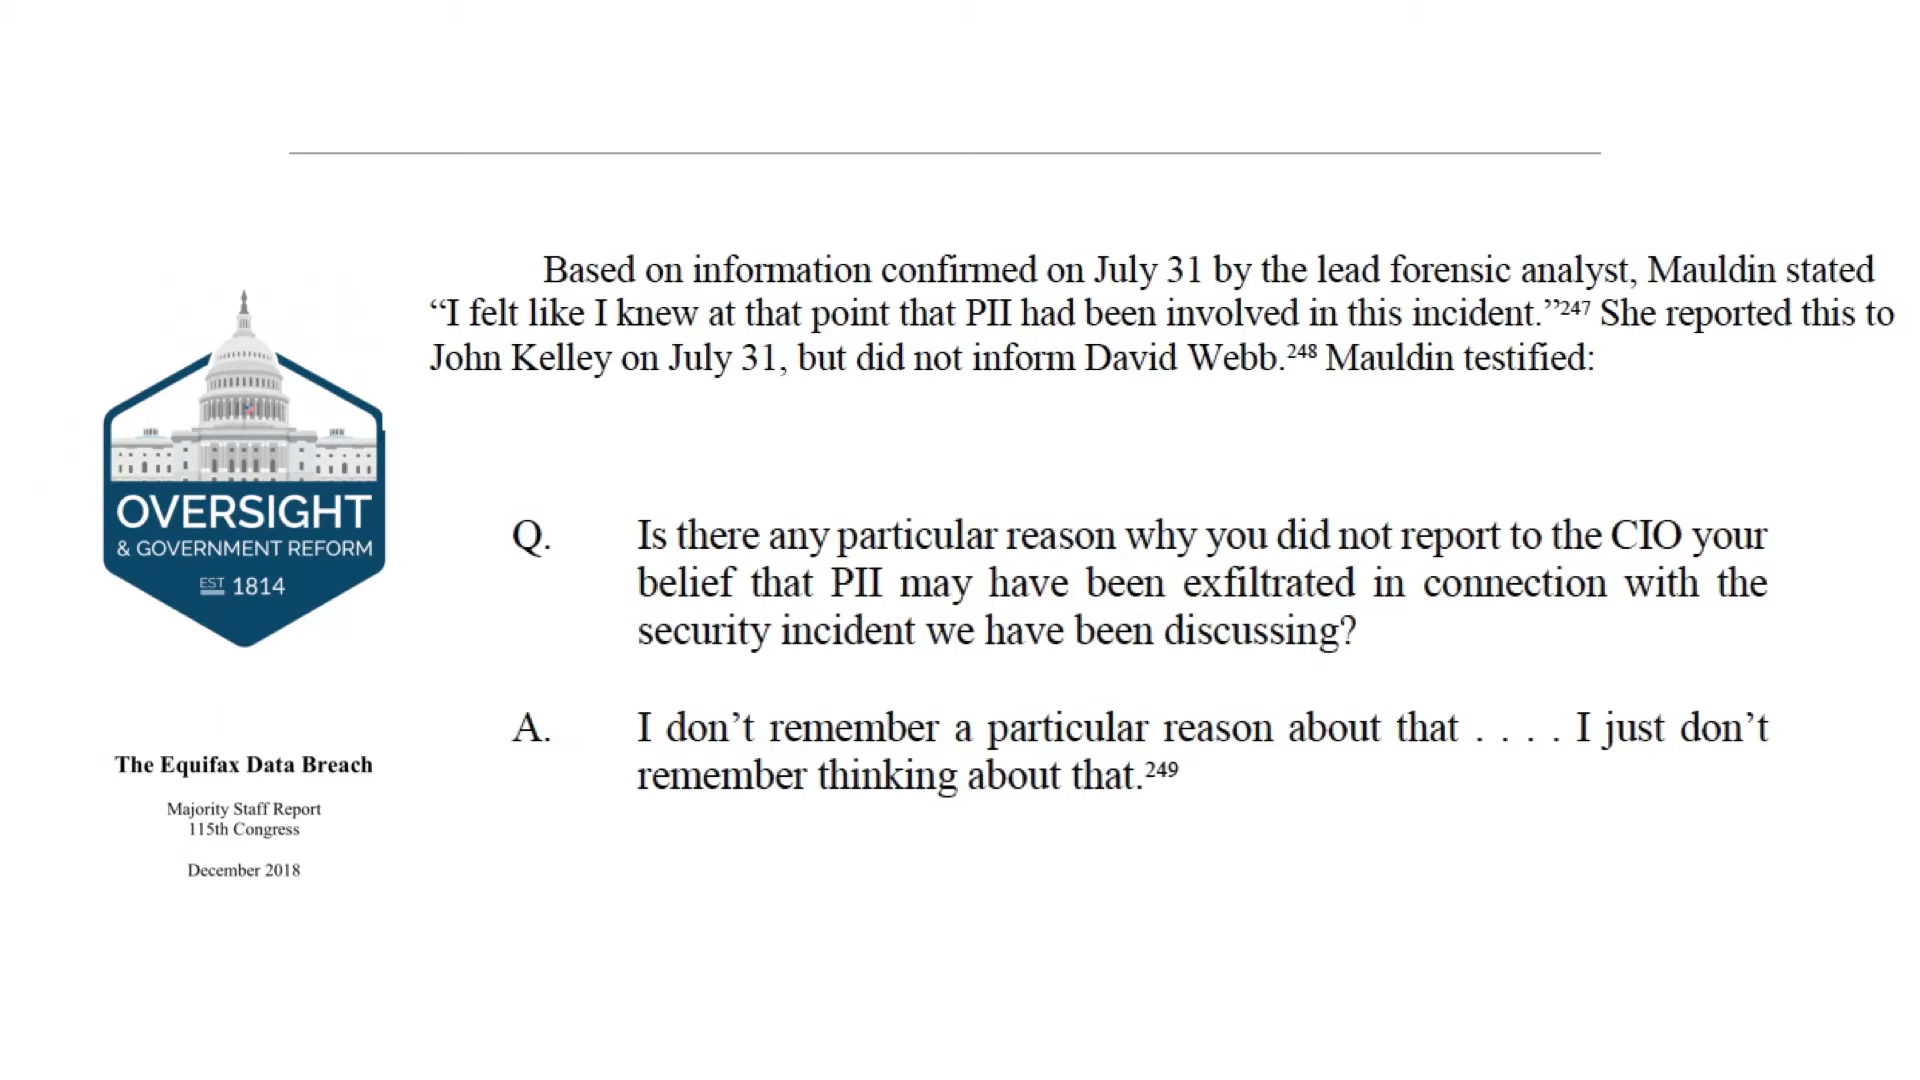 OVERSIGHT
& GOVERNMENT REFORM
EST 1814
The Equifax Data Breach
Majority Staff Report
115th Congress
December 2018
Based on information confirmed on July 31 by the lead forensic analyst, Mauldin stated
“I felt like I knew at that point that PII had been involved in this incident.”247 She reported this to
John Kelley on July 31, but did not inform David Webb.248 Mauldin testified:
Q. Is there any particular reason why you did not report to the CIO your
belief that PII may have been exfiltrated in connection with the
security incident we have been discussing?
A. I don’t remember a particular reason about that . . . . I just don’t
remember thinking about that.249